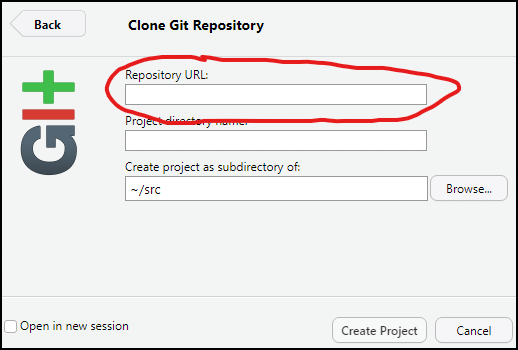 Back
Clone Git Repository
GIt
Repository URL:
Project directory name:
Create project as subdirectory of:
~/src
Browse...
Open in new session
Create Project
Cancel